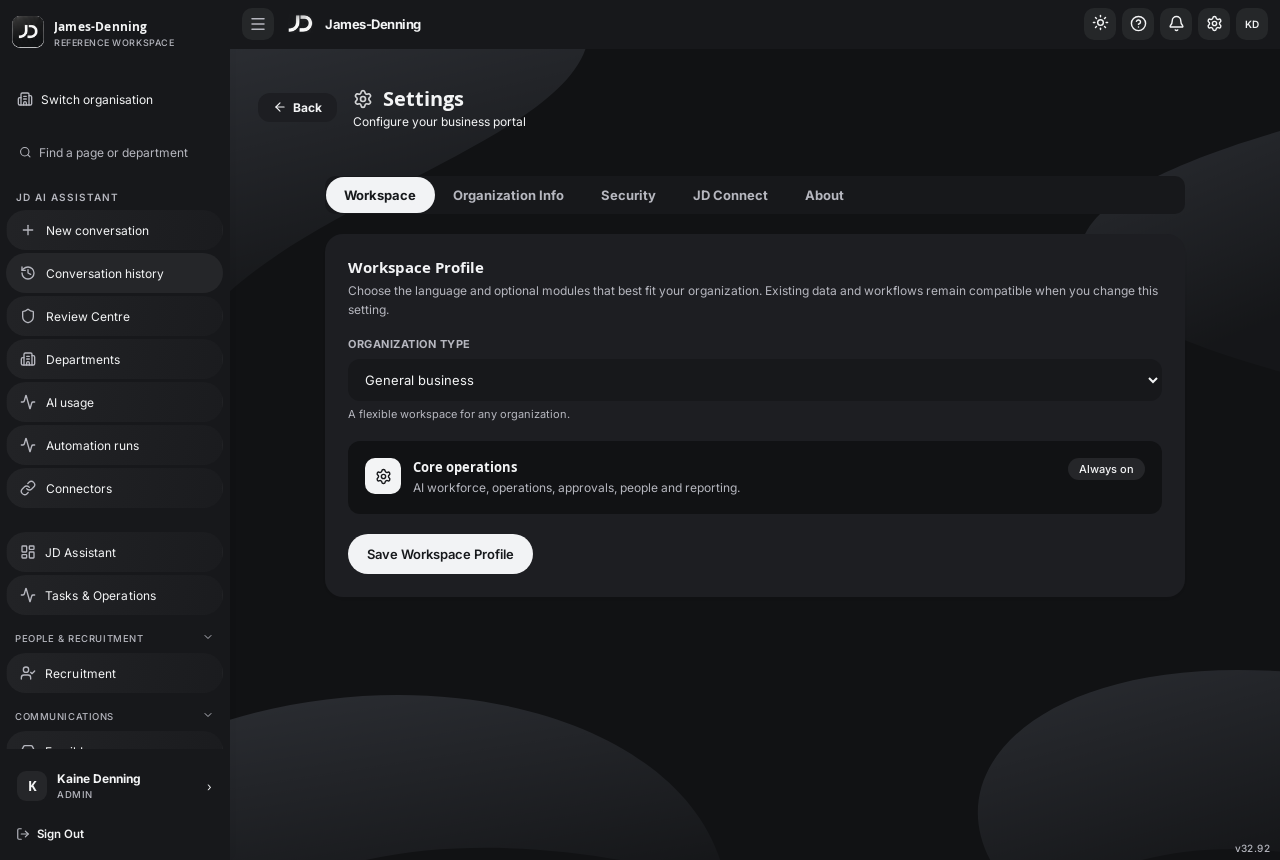 JD
James-Denning
REFERENCE WORKSPACE
Switch organisation
Find a page or department
JD AI ASSISTANT
New conversation
Conversation history
Review Centre
Departments
AI usage
Automation runs
Connectors
JD Assistant
Tasks & Operations
PEOPLE & RECRUITMENT
Recruitment
COMMUNICATIONS
K
Kaine Denning
ADMIN
Sign Out
JD
James-Denning
KD
Back
Settings
Configure your business portal
Workspace
Organization Info
Security
JD Connect
About
Workspace Profile
Choose the language and optional modules that best fit your organization. Existing data and workflows remain compatible when you change this
setting.
ORGANIZATION TYPE
General business
A flexible workspace for any organization.
Core operations
AI workforce, operations, approvals, people and reporting.
Always on
Save Workspace Profile
v32.92